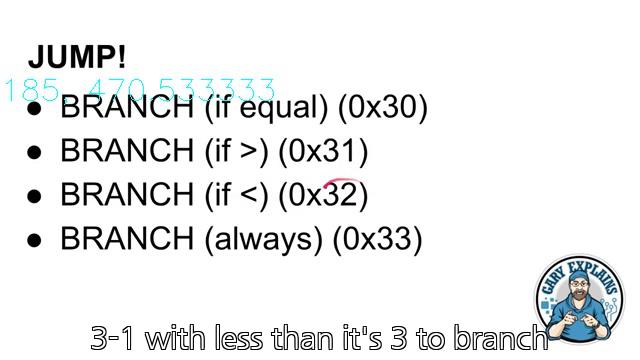 JUMP!
185, 470.533333
● BRANCH (if equal) (0x30)
● BRANCH (if >) (0x31)
● BRANCH (if <) (0x32)
● BRANCH (always) (0x33)
GARY EXPLAINS
3-1 with less than it's 3 to branch